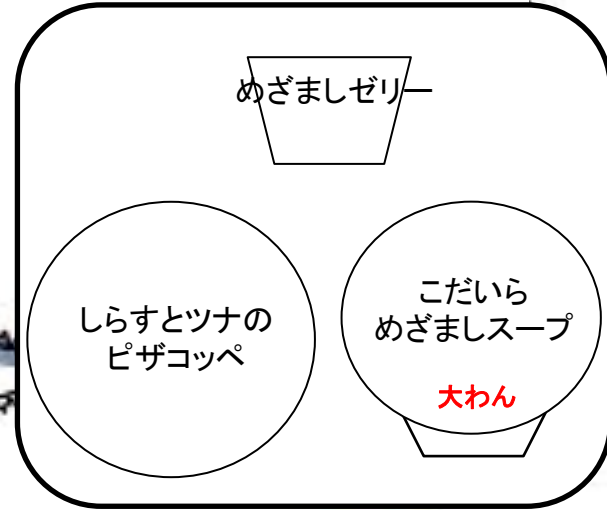 めざましゼリー
しらすとツナの
ピザコッペ
こだいら
めざましスープ
大わん